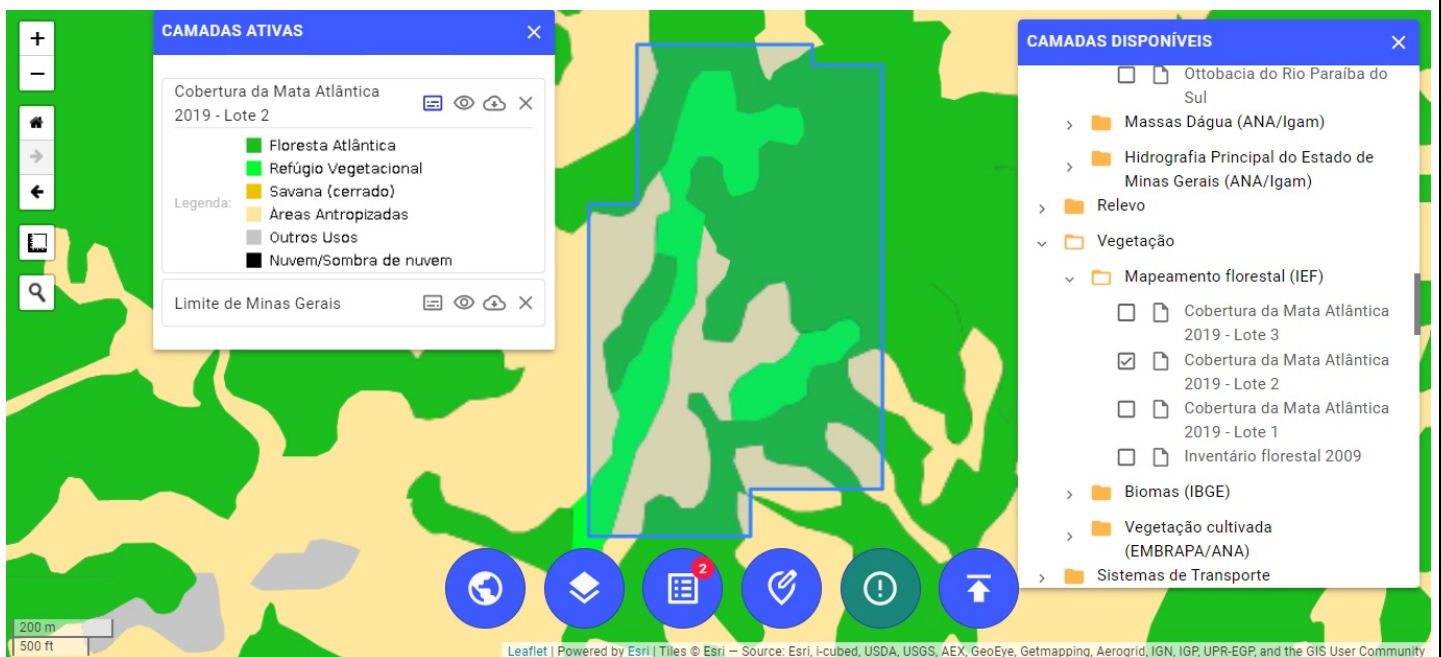 +
−
CAMADAS ATIVAS
Cobertura da Mata Atlântica
2019 - Lote 2
Legenda:
Floresta Atlântica
Refúgio Vegetacional
Savana (cerrado)
Àreas Antropizadas
Outros Usos
Nuvem/Sombra de nuvem
Limite de Minas Gerais
CAMADAS DISPONÍVEIS
Ottobacia do Rio Paraíba do
Sul
Massas Dágua (ANA/Igam)
Hidrografia Principal do Estado de
Minas Gerais (ANA/Igam)
Relevo
Vegetação
Mapeamento florestal (IEF)
Cobertura da Mata Atlântica
2019 - Lote 3
Cobertura da Mata Atlântica
2019 - Lote 2
Cobertura da Mata Atlântica
2019 - Lote 1
Inventário florestal 2009
Biomas (IBGE)
Vegetação cultivada
(EMBRAPA/ANA)
Sistemas de Transporte
2
200 m
500 ft
Leaflet | Powered by Esri | Tiles © Esri — Source: Esri, i-cubed, USDA, USGS, AEX, GeoEye, Getmapping, Aerogrid, IGN, IGP, UPR-EGP, and the GIS User Community